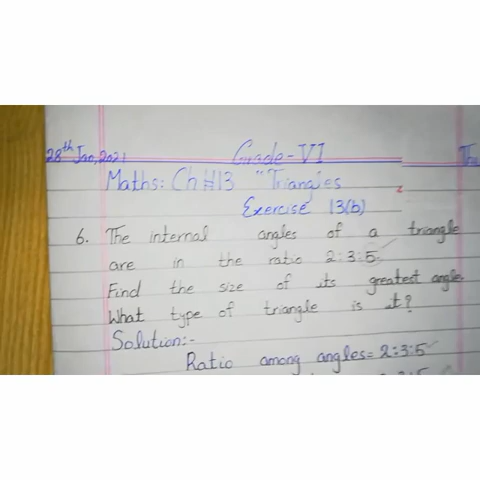 28th Jan, 2021 Grade-VI
Maths: Ch#13 "Triangles
Exercise 13(b)
6. The internal angles of a triangle
are in the ratio 2:3:5.
Find the size of its greatest angle.
What type of triangle is it?
Solution:-
Ratio among angles = 2:3:5